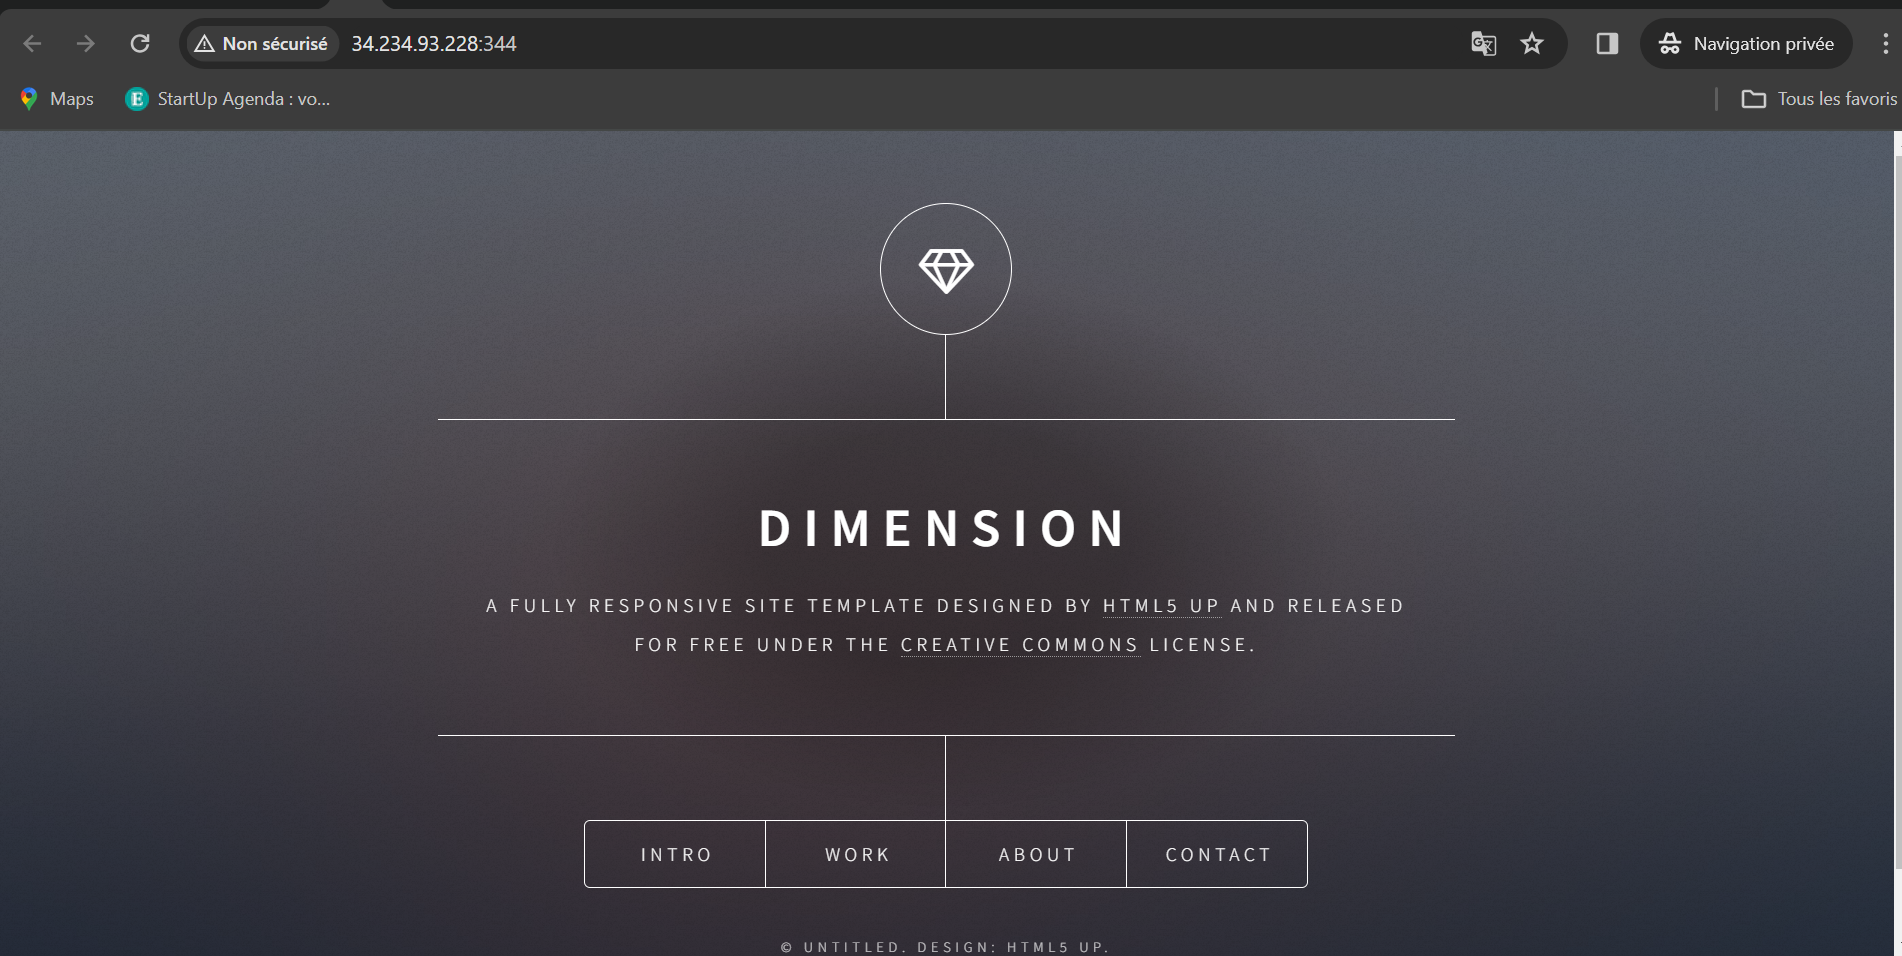 Non sécurisé 34.234.93.228:344 Navigation privée
Maps StartUp Agenda : vo... Tous les favoris
DIMENSION
A FULLY RESPONSIVE SITE TEMPLATE DESIGNED BY HTML5 UP AND RELEASED
FOR FREE UNDER THE CREATIVE COMMONS LICENSE.
INTRO WORK ABOUT CONTACT
© UNTITLED. DESIGN: HTML5 UP.